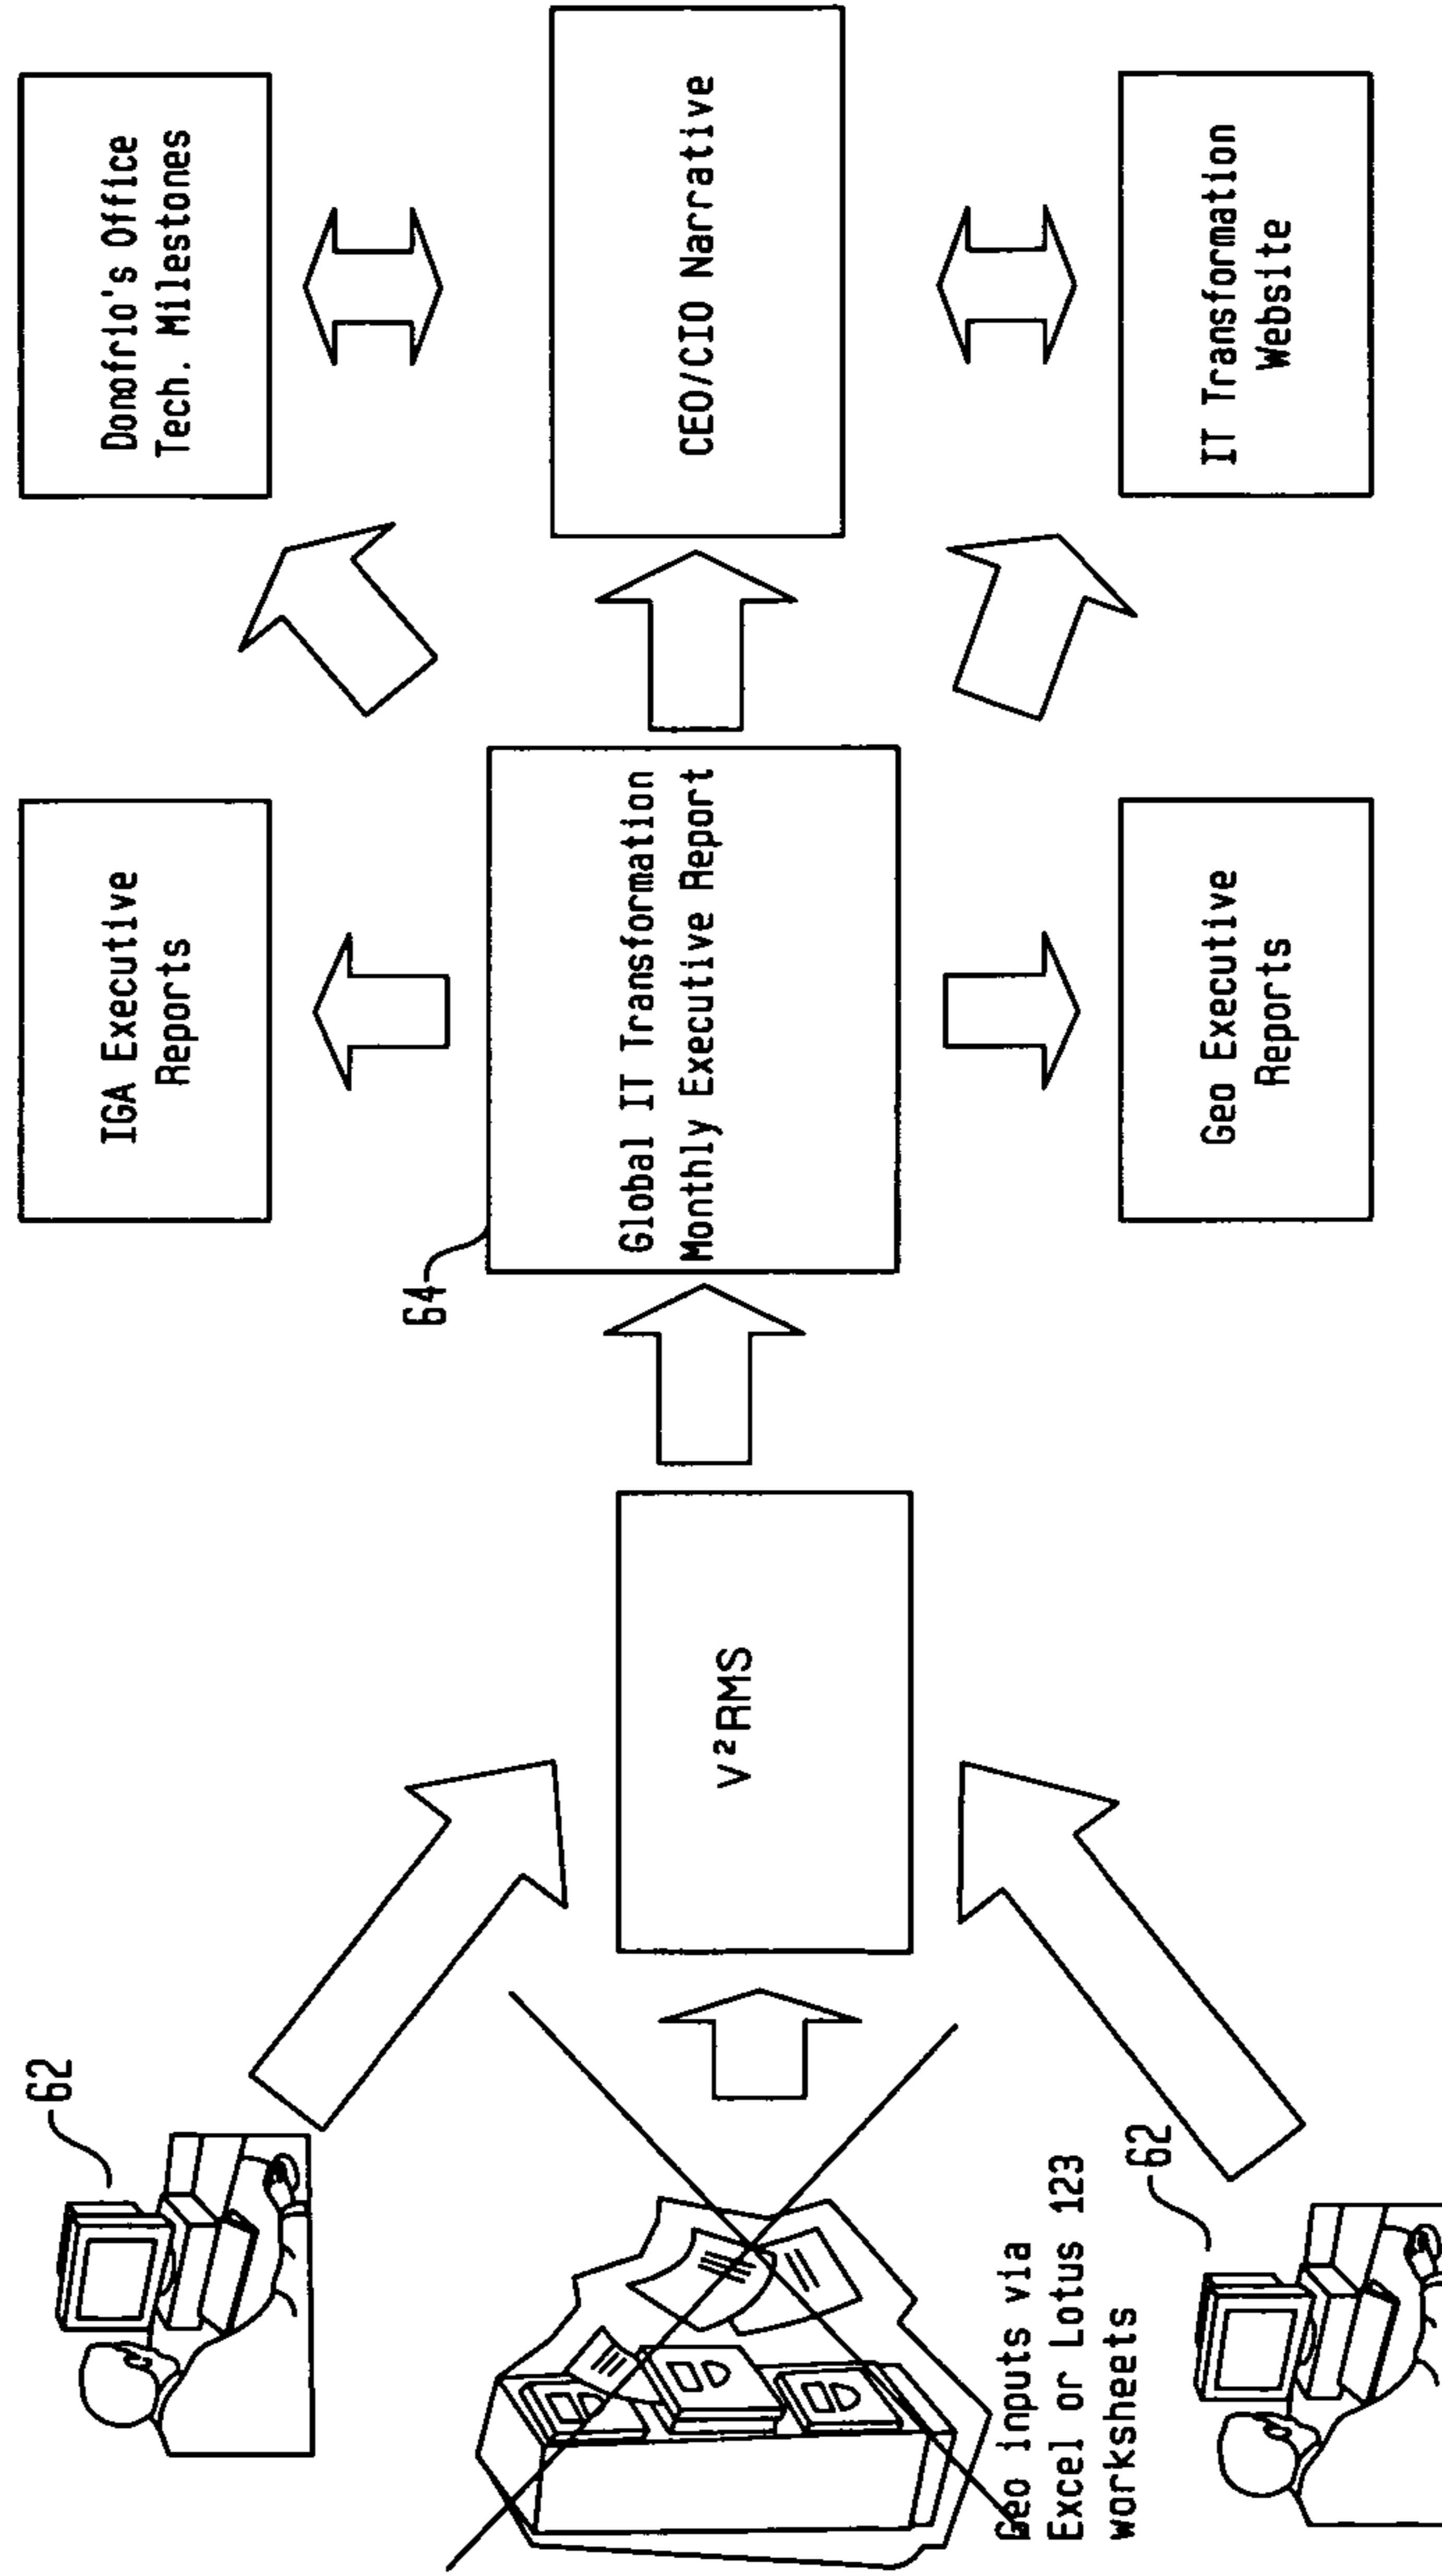 62
Geo inputs via
Excel or Lotus 123
worksheets
62
V²RMS
64
IGA Executive
Reports
Global IT Transformation
Monthly Executive Report
Geo Executive
Reports
Donofrio's Office
Tech. Milestones
CEO/CIO Narrative
IT Transformation
Website